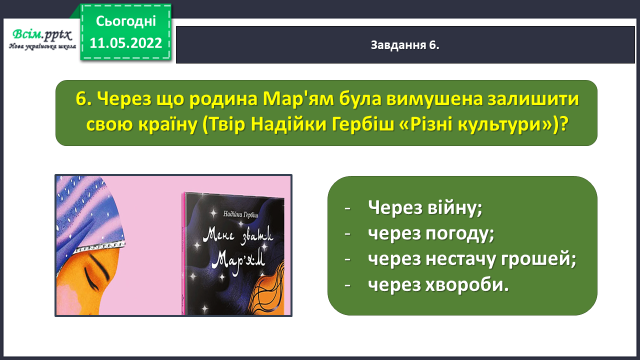 Всім.pptx
Нова українська школа
Сьогодні
11.05.2022
Завдання 6.
6. Через що родина Мар'ям була вимушена залишити
свою країну (Твір Надійки Гербіш «Різні культури»)?
Надійка Гербіш
Мене звати
Мар'ям
- Через війну;
- через погоду;
- через нестачу грошей;
- через хвороби.